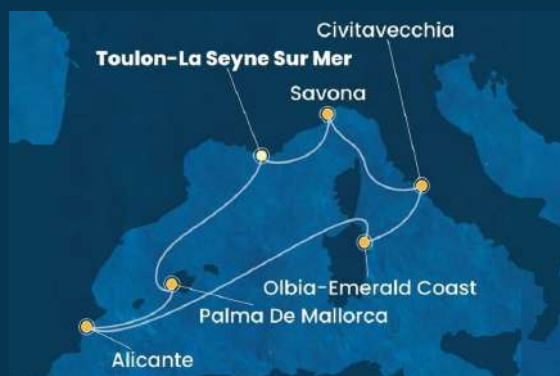 Civitavecchia
Toulon-La Seyne Sur Mer
Savona
Olbia-Emerald Coast
Palma De Mallorca
Alicante